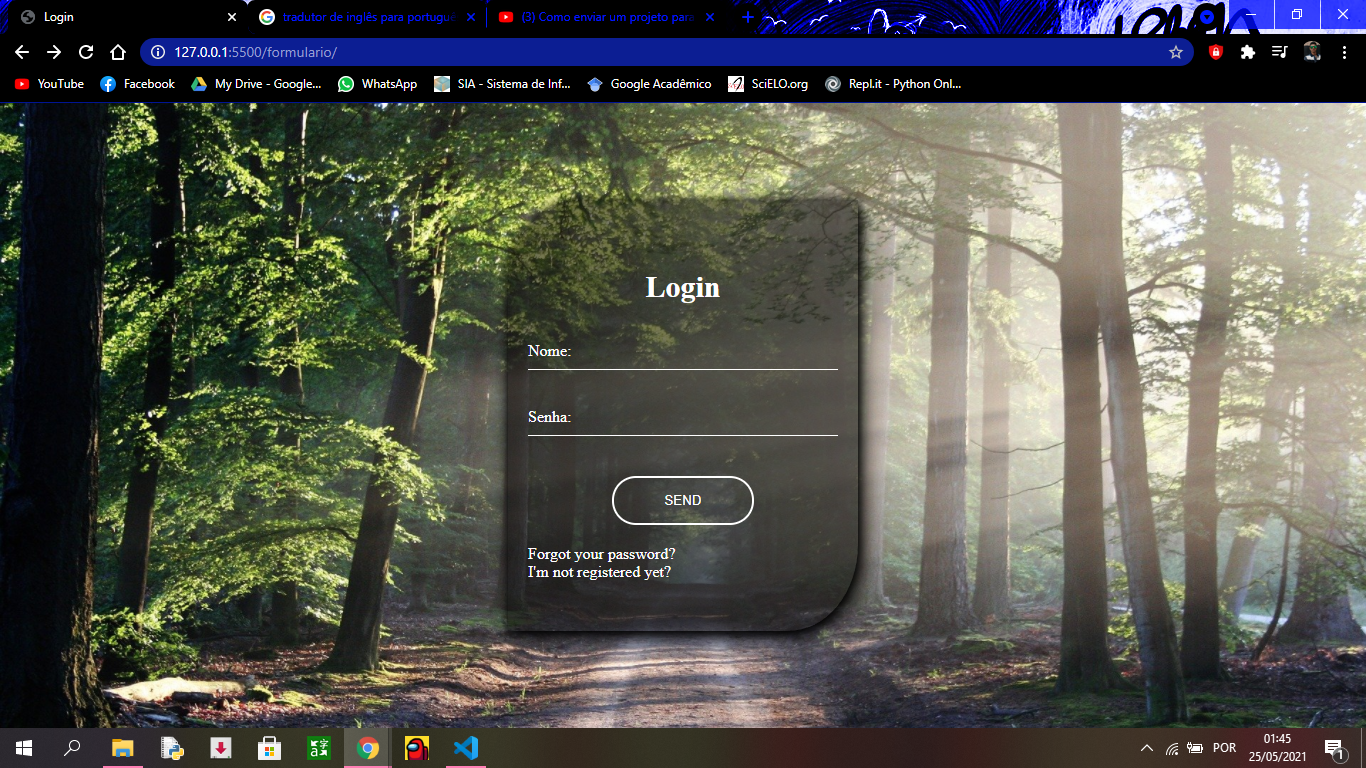 Login
tradutor de inglês para portuguê
(3) Como enviar um projeto para
127.0.0.1:5500/formulario/
YouTube
Facebook
My Drive - Google...
WhatsApp
SIA - Sistema de Inf...
Google Acadêmico
SciELO.org
Repl.it - Python Onl...
Login
Nome:
Senha:
SEND
Forgot your password?
I'm not registered yet?
POR
01:45
25/05/2021
1